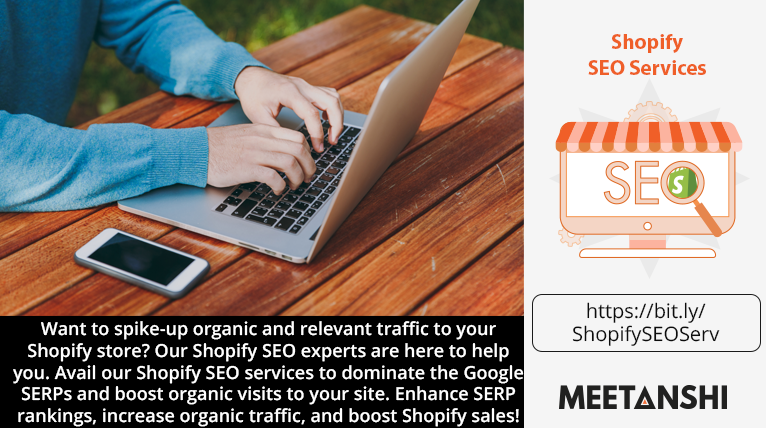 Want to spike-up organic and relevant traffic to your
Shopify store? Our Shopify SEO experts are here to help
you. Avail our Shopify SEO services to dominate the Google
SERPs and boost organic visits to your site. Enhance SERP
rankings, increase organic traffic, and boost Shopify sales!
Shopify
SEO Services
SEO
S
https://bit.ly/
ShopifySEOServ
MEETANSHI